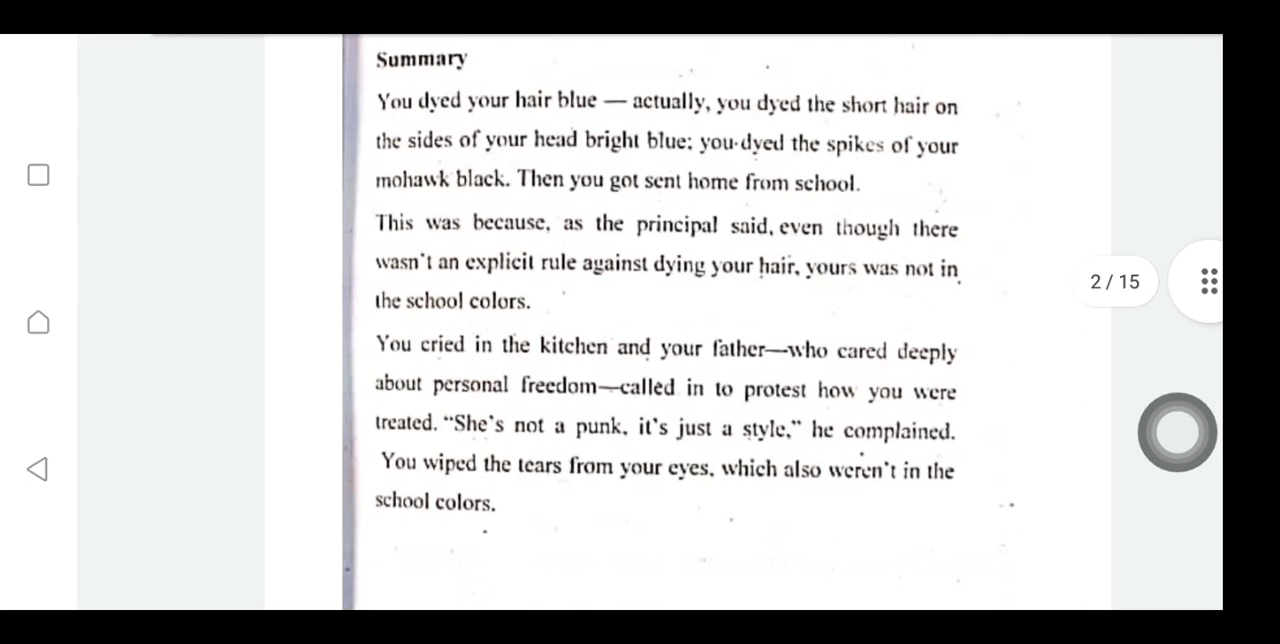 Summary
You dyed your hair blue — actually, you dyed the short hair on
the sides of your head bright blue; you dyed the spikes of your
mohawk black. Then you got sent home from school.
This was because, as the principal said, even though there
wasn't an explicit rule against dying your hair, yours was not in
the school colors.
You cried in the kitchen and your father—who cared deeply
about personal freedom—called in to protest how you were
treated. “She's not a punk, it's just a style,” he complained.
You wiped the tears from your eyes, which also weren't in the
school colors.
2 / 15